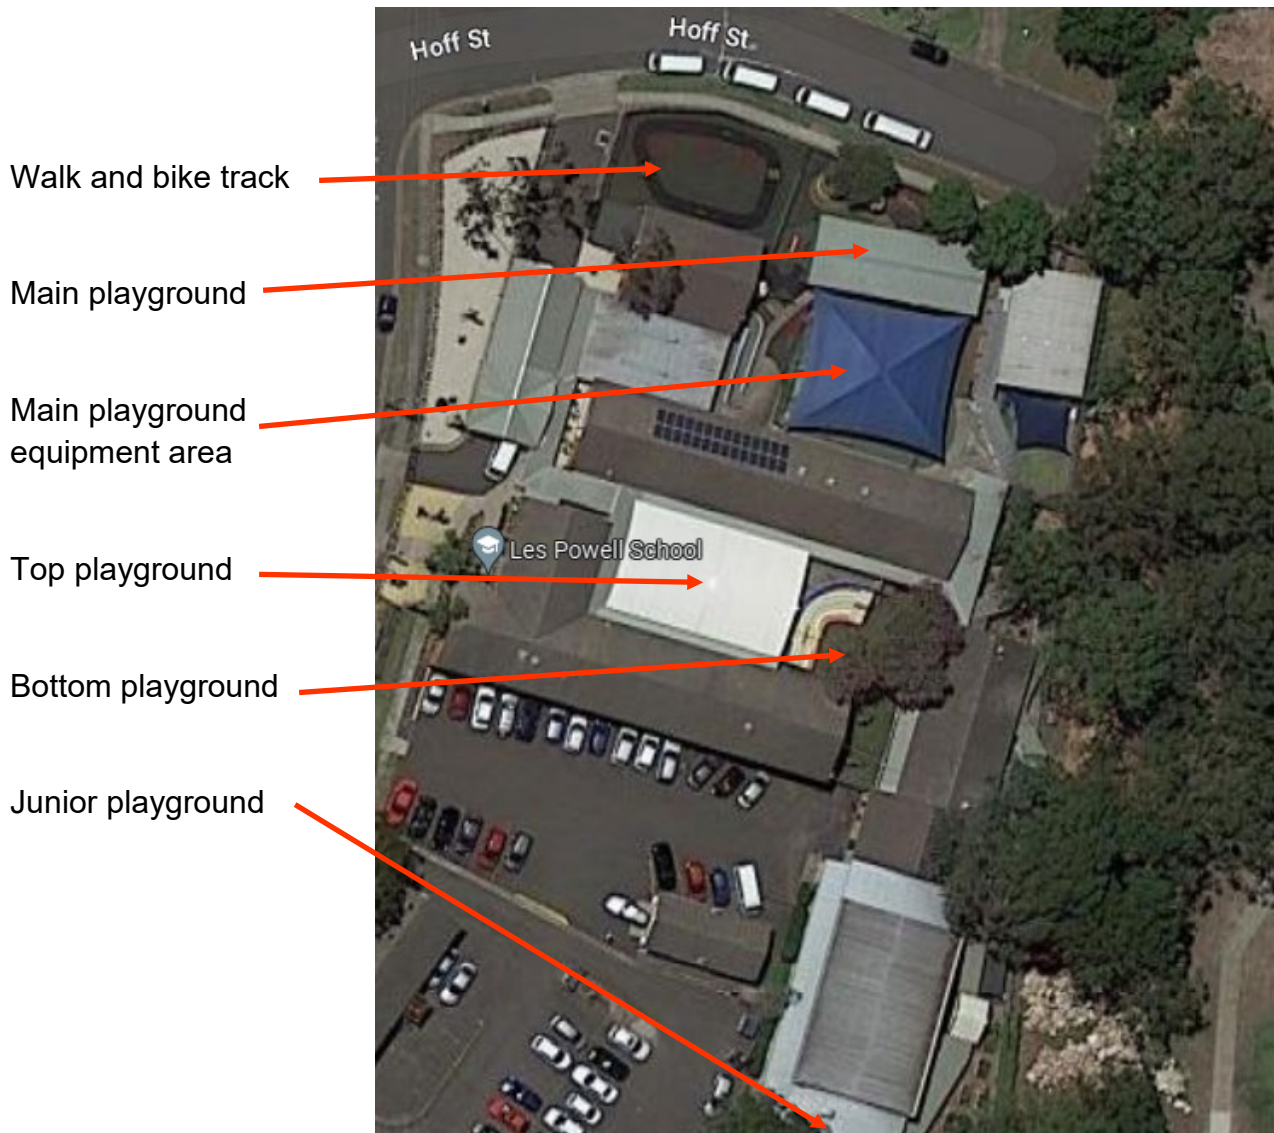 Hoff St
Hoff St
Walk and bike track
Main playground
Main playground
equipment area
Les Powell School
Top playground
Bottom playground
Junior playground